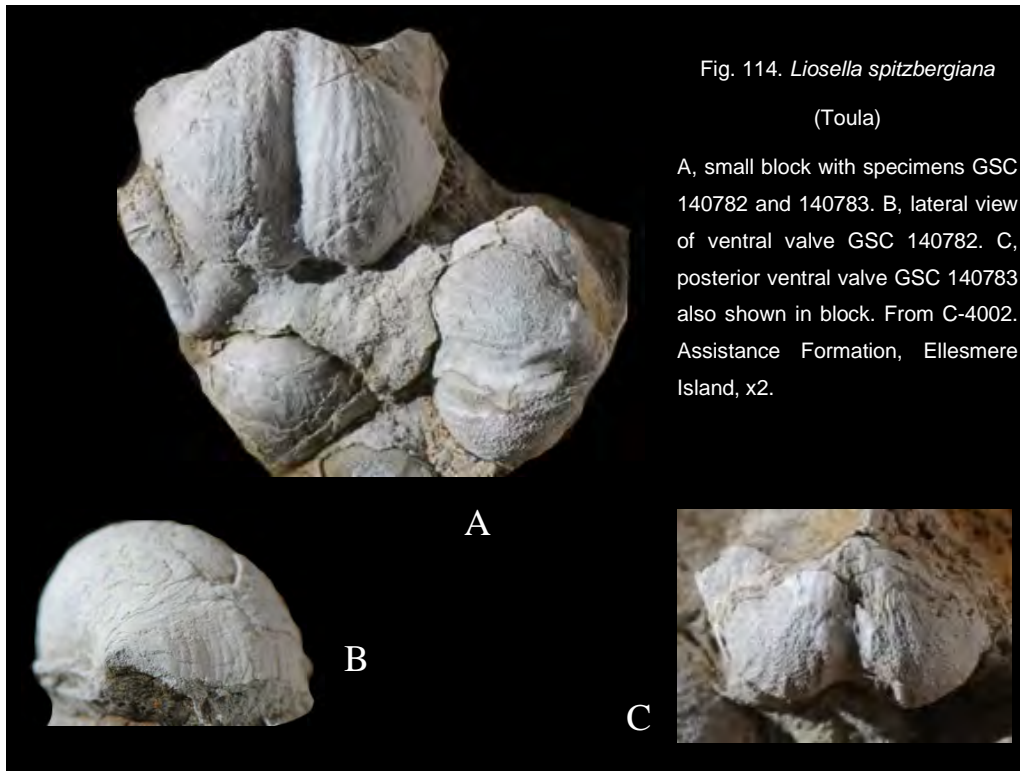 Fig. 114. Liosella spitzbergiana
(Toula)
A, small block with specimens GSC
140782 and 140783. B, lateral view
of ventral valve GSC 140782. C,
posterior ventral valve GSC 140783
also shown in block. From C-4002.
Assistance Formation, Ellesmere
Island, x2.
A
B
C